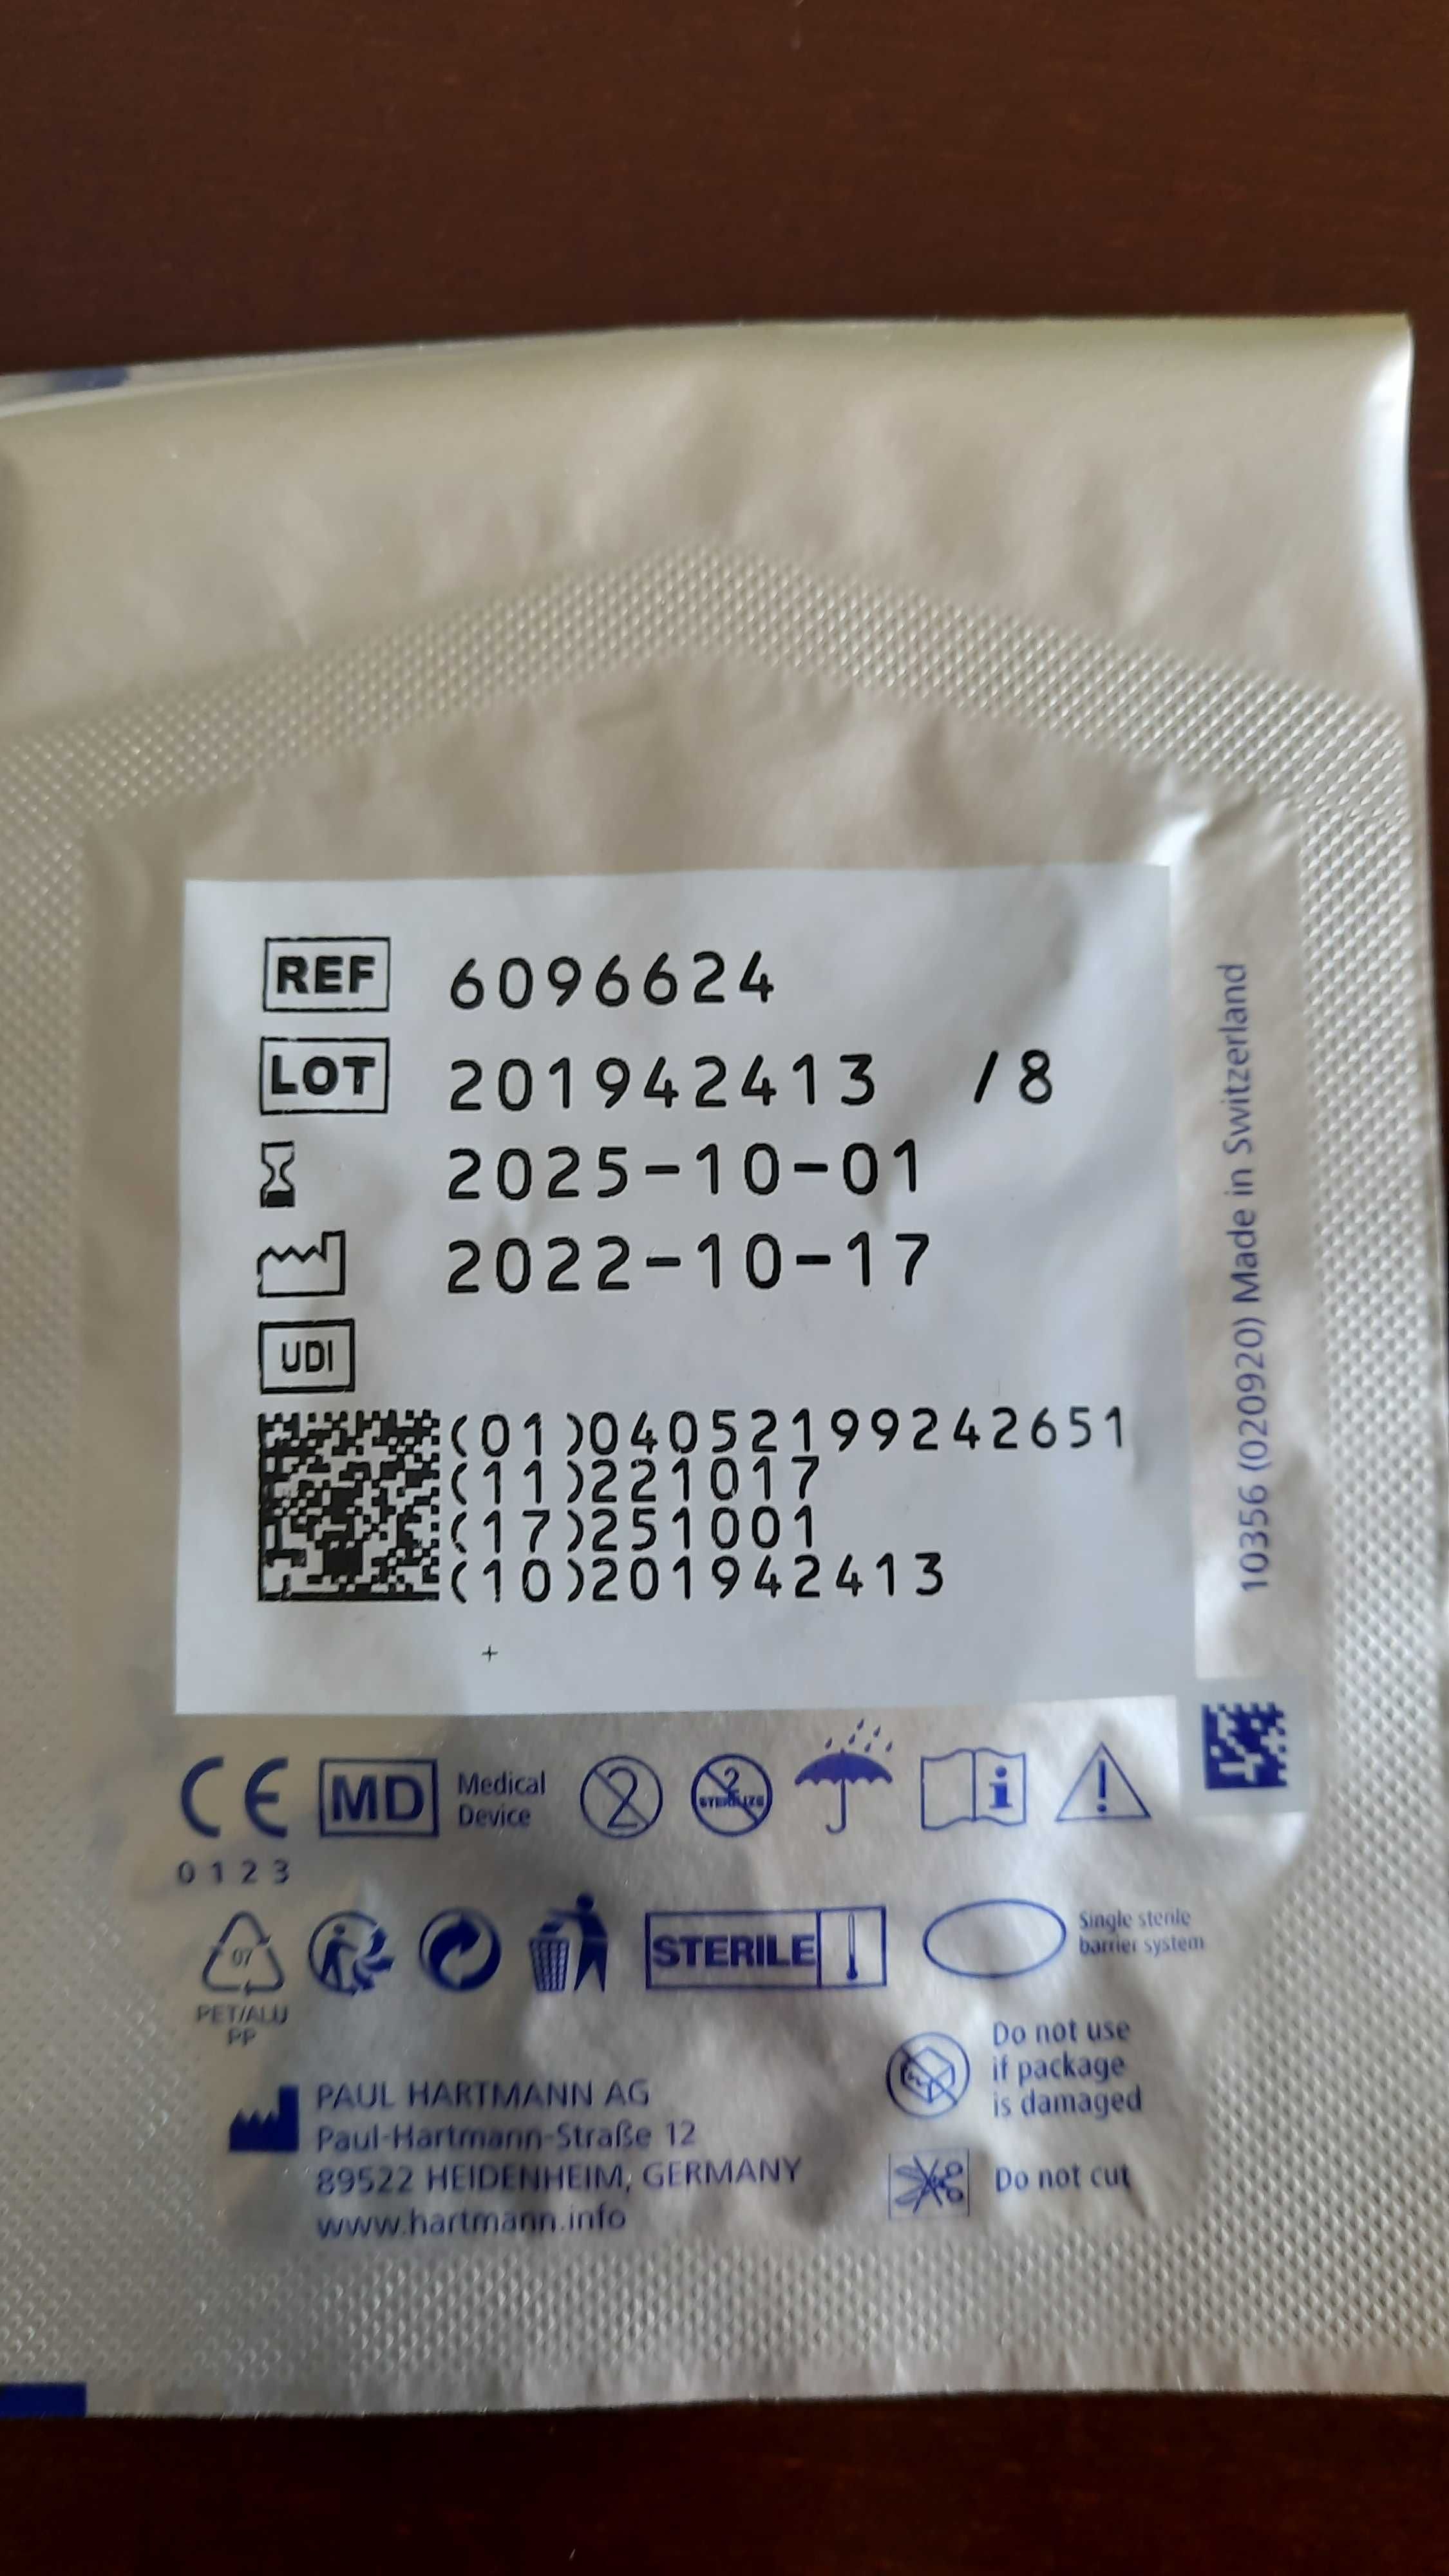 REF 6096624
LOT 201942413 /8
2025-10-01
2022-10-17
UDI
(01)04052199242651
(11)221017
(17)251001
(10)201942413
+
10356 (020920) Made in Switzerland
CE MD Medical
Device
2
2
STERILIZE
i
!
0123
07
PET/ALU
PP
STERILE
Single sterile
barrier system
Do not use
if package
is damaged
Do not cut
PAUL HARTMANN AG
Paul-Hartmann-Straße 12
89522 HEIDENHEIM, GERMANY
www.hartmann.info